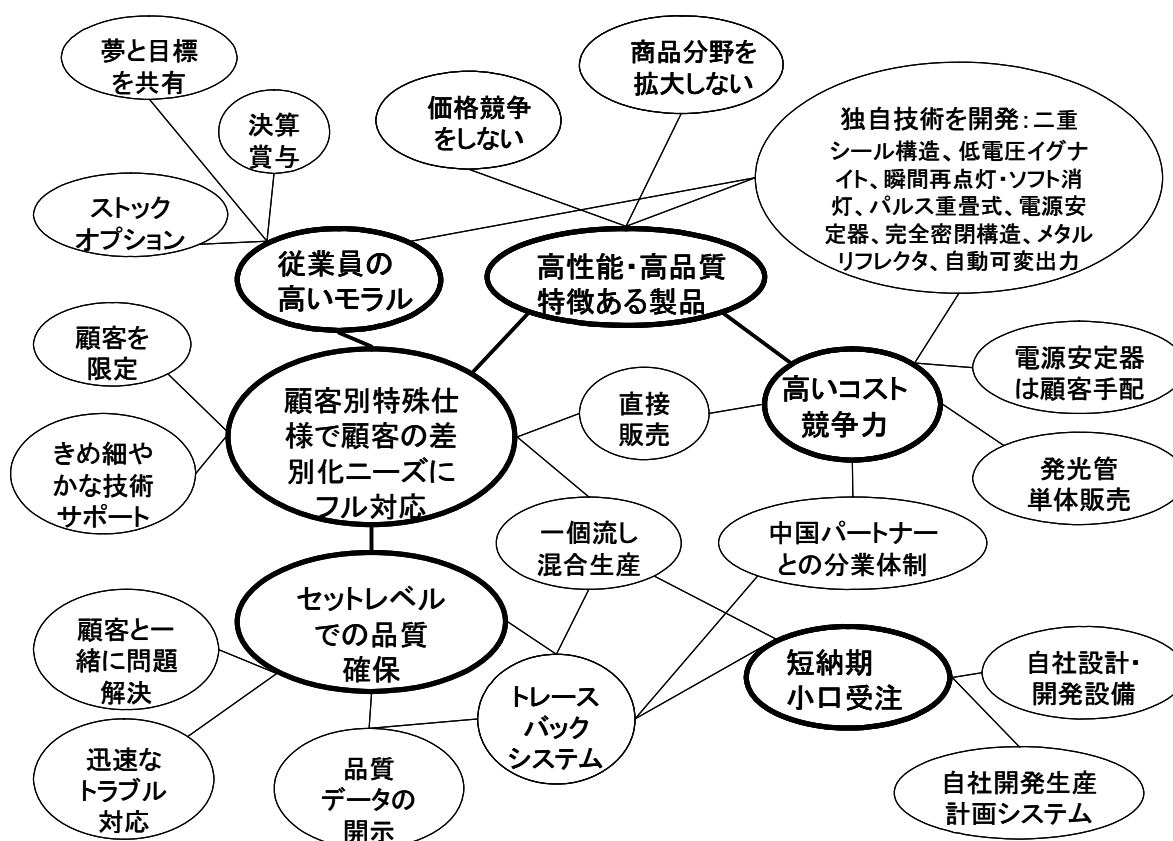 夢と目標
を共有
商品分野を
拡大しない
決算
賞与
価格競争
をしない
独自技術を開発：二重
シール構造、低電圧イグナ
イト、瞬間再点灯・ソフト消
灯、パルス重畳式、電源安
定器、完全密閉構造、メタル
リフレクタ、自動可変出力
ストック
オプション
従業員の
高いモラル
高性能・高品質
特徴ある製品
顧客を
限定
電源安定器
は顧客手配
顧客別特殊仕
様で顧客の差
別化ニーズに
フル対応
直接
販売
高いコスト
競争力
きめ細や
かな技術
サポート
発光管
単体販売
一個流し
混合生産
中国パートナー
との分業体制
セットレベル
での品質
確保
顧客と一
緒に問題
解決
短納期
小口受注
自社設計・
開発設備
トレース
バック
システム
迅速な
トラブル
対応
品質
データの
開示
自社開発生産
計画システム